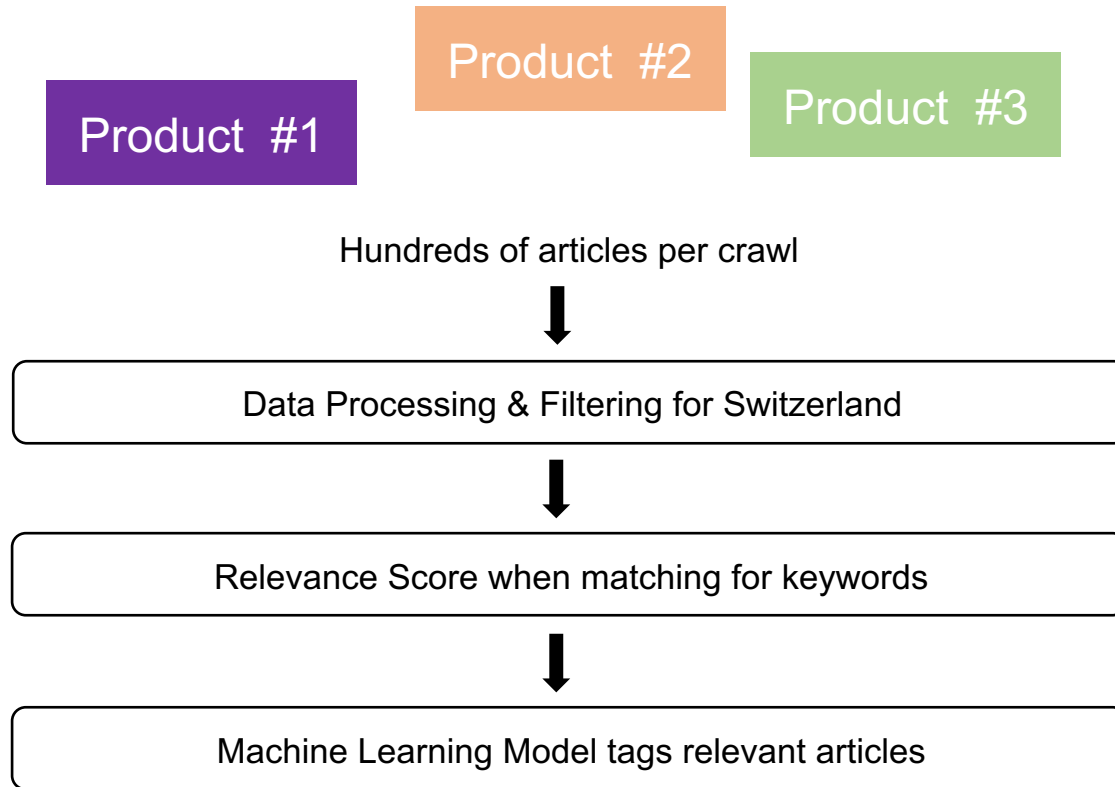 Product #1
Product #2
Product #3
Hundreds of articles per crawl
Data Processing & Filtering for Switzerland
Relevance Score when matching for keywords
Machine Learning Model tags relevant articles